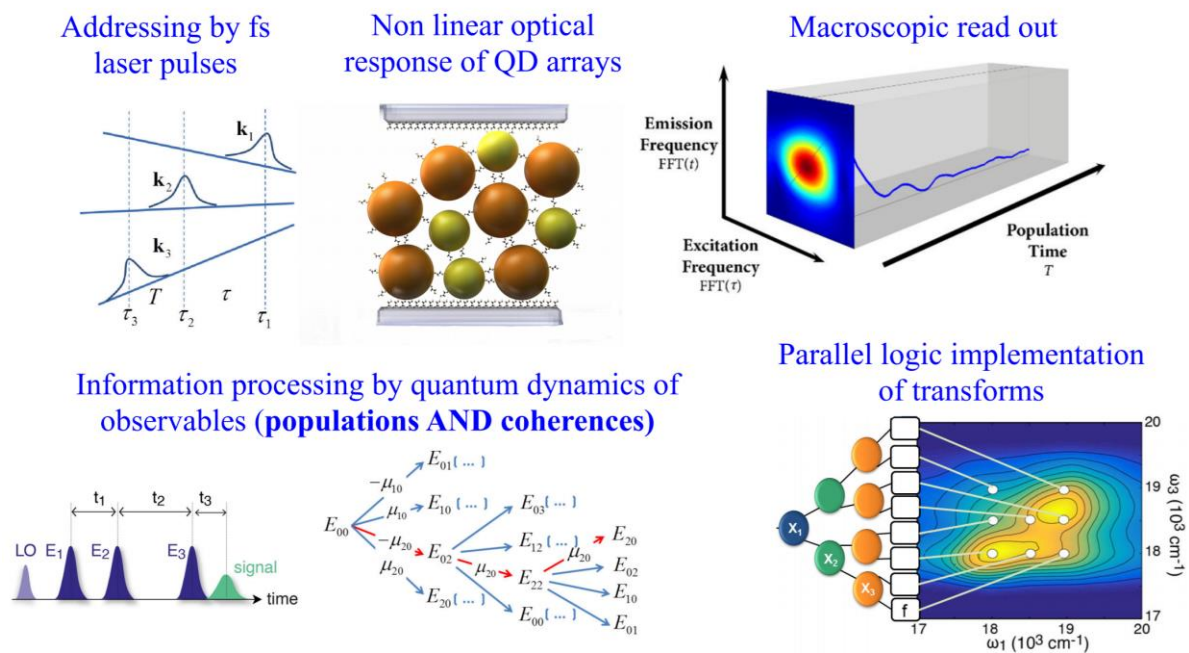 Addressing by fs
laser pulses
k₁
k₂
k₃
T
τ
τ₃
τ₂
τ₁
Non linear optical
response of QD arrays
Macroscopic read out
Emission
Frequency
FFT(t)
Excitation
Frequency
FFT(τ)
Population
Time
T
Information processing by quantum dynamics of
observables (populations AND coherences)
t₁
t₂
t₃
LO
E₁
E₂
E₃
signal
time
E₀₀
−μ₁₀
μ₁₀
−μ₂₀
μ₂₀
E₀₁(...)
E₁₀(...)
E₀₂
E₂₀(...)
μ₂₀
E₀₃(...)
E₁₂(...)
E₂₂
E₀₀(...)
μ₂₀
E₂₀
E₀₂
E₁₀
E₀₁
Parallel logic implementation
of transforms
X₁
X₂
X₃
f
20
19
18
17
ω₃ (10³ cm⁻¹)
17
18
19
20
ω₁ (10³ cm⁻¹)